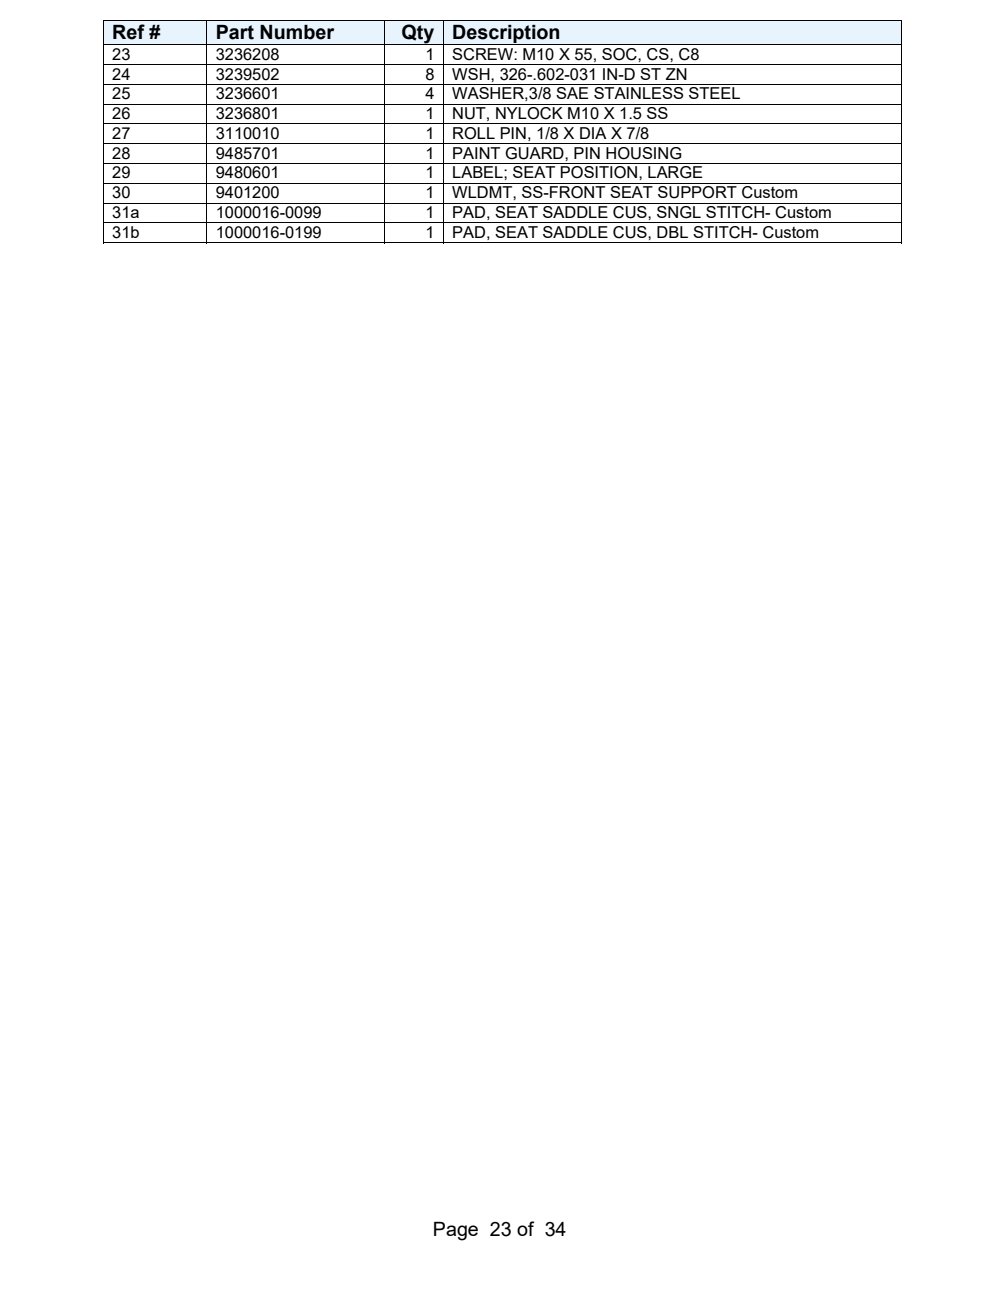 Ref # Part Number Qty Description
23 3236208 1 SCREW: M10 X 55, SOC, CS, C8
24 3239502 8 WSH, 326-.602-031 IN-D ST ZN
25 3236601 4 WASHER,3/8 SAE STAINLESS STEEL
26 3236801 1 NUT, NYLOCK M10 X 1.5 SS
27 3110010 1 ROLL PIN, 1/8 X DIA X 7/8
28 9485701 1 PAINT GUARD, PIN HOUSING
29 9480601 1 LABEL; SEAT POSITION, LARGE
30 9401200 1 WLDMT, SS-FRONT SEAT SUPPORT Custom
31a 1000016-0099 1 PAD, SEAT SADDLE CUS, SNGL STITCH- Custom
31b 1000016-0199 1 PAD, SEAT SADDLE CUS, DBL STITCH- Custom
Page 23 of 34